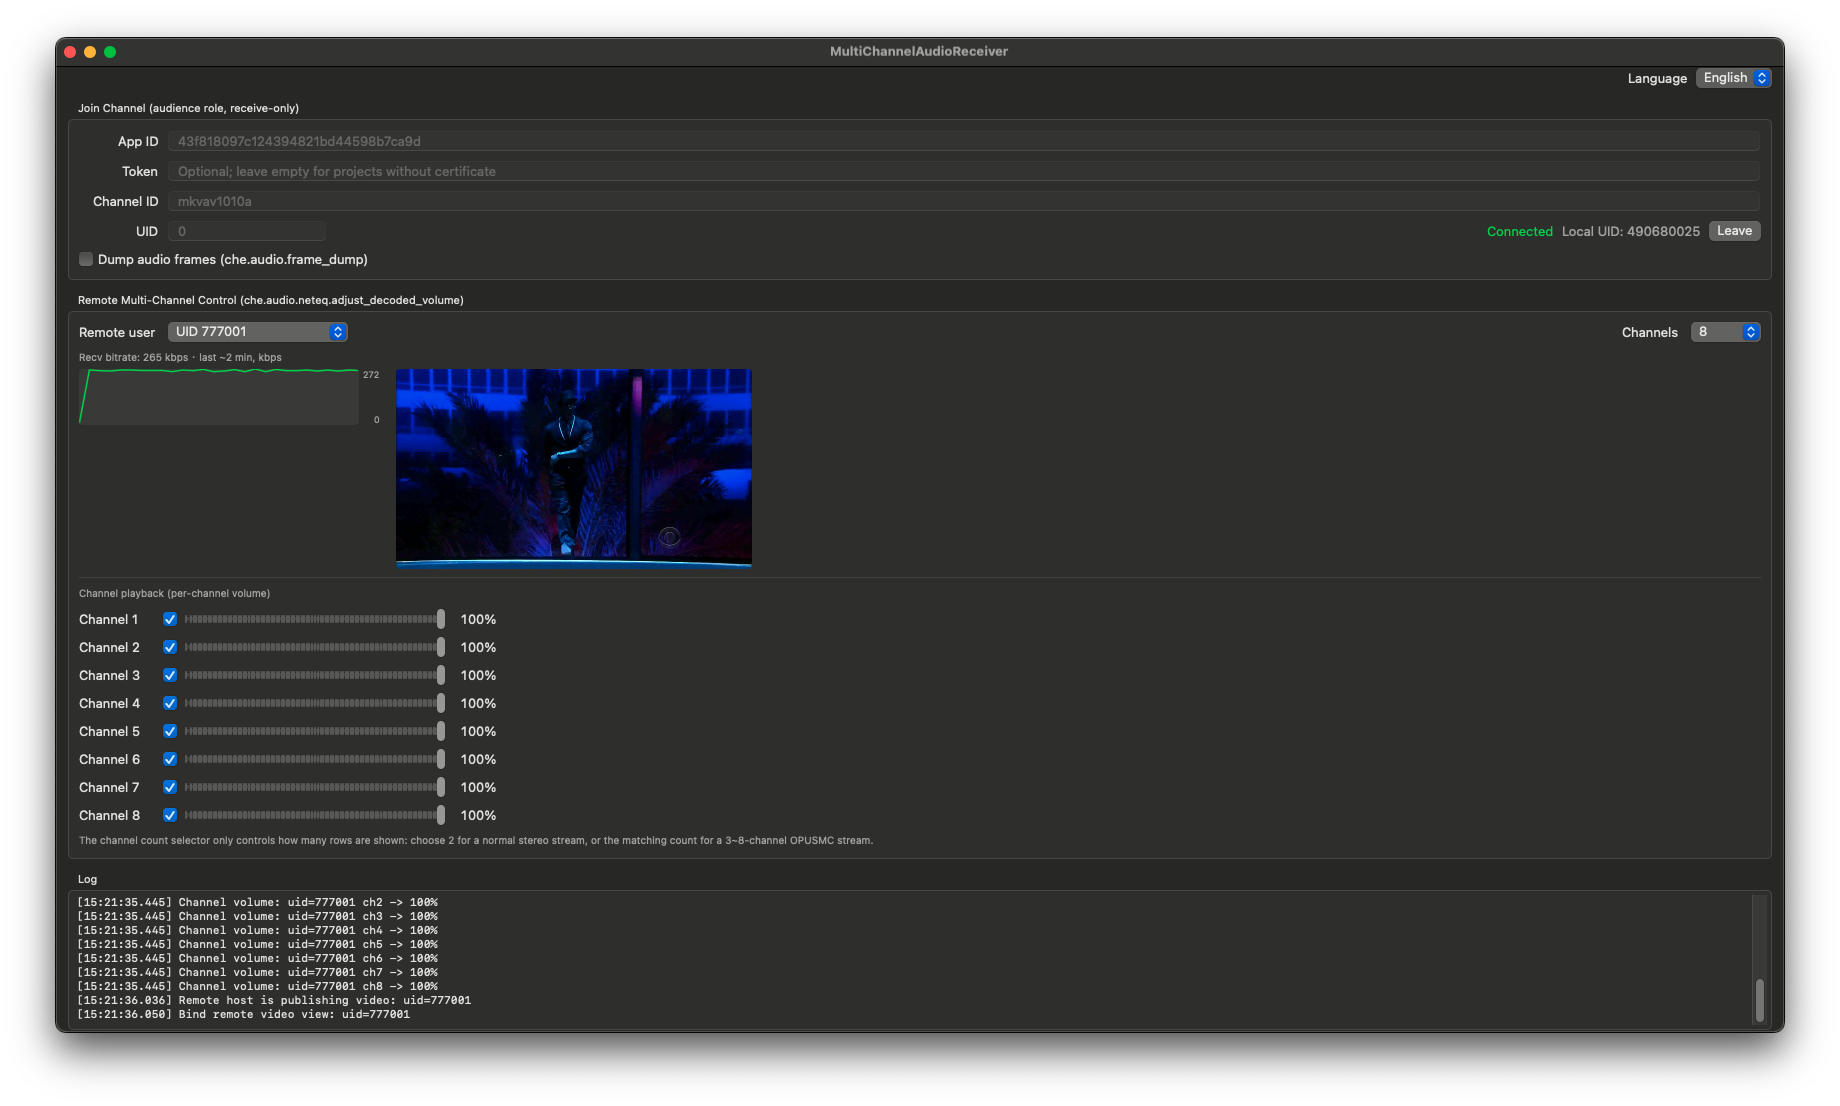 MultiChannelAudioReceiver
Language English
Join Channel (audience role, receive-only)
App ID 43f818097c124394821bd44598b7ca9d
Token Optional; leave empty for projects without certificate
Channel ID mkvav1010a
UID 0 Connected Local UID: 490680025 Leave
Dump audio frames (che.audio.frame_dump)
Remote Multi-Channel Control (che.audio.neteq.adjust_decoded_volume)
Remote user UID 777001 Channels 8
Recv bitrate: 265 kbps · last ~2 min, kbps
272
0
Channel playback (per-channel volume)
Channel 1 100%
Channel 2 100%
Channel 3 100%
Channel 4 100%
Channel 5 100%
Channel 6 100%
Channel 7 100%
Channel 8 100%
The channel count selector only controls how many rows are shown: choose 2 for a normal stereo stream, or the matching count for a 3~8-channel OPUSMC stream.
Log
[15:21:35.445] Channel volume: uid=777001 ch2 -> 100%
[15:21:35.445] Channel volume: uid=777001 ch3 -> 100%
[15:21:35.445] Channel volume: uid=777001 ch4 -> 100%
[15:21:35.445] Channel volume: uid=777001 ch5 -> 100%
[15:21:35.445] Channel volume: uid=777001 ch6 -> 100%
[15:21:35.445] Channel volume: uid=777001 ch7 -> 100%
[15:21:35.445] Channel volume: uid=777001 ch8 -> 100%
[15:21:36.036] Remote host is publishing video: uid=777001
[15:21:36.050] Bind remote video view: uid=777001